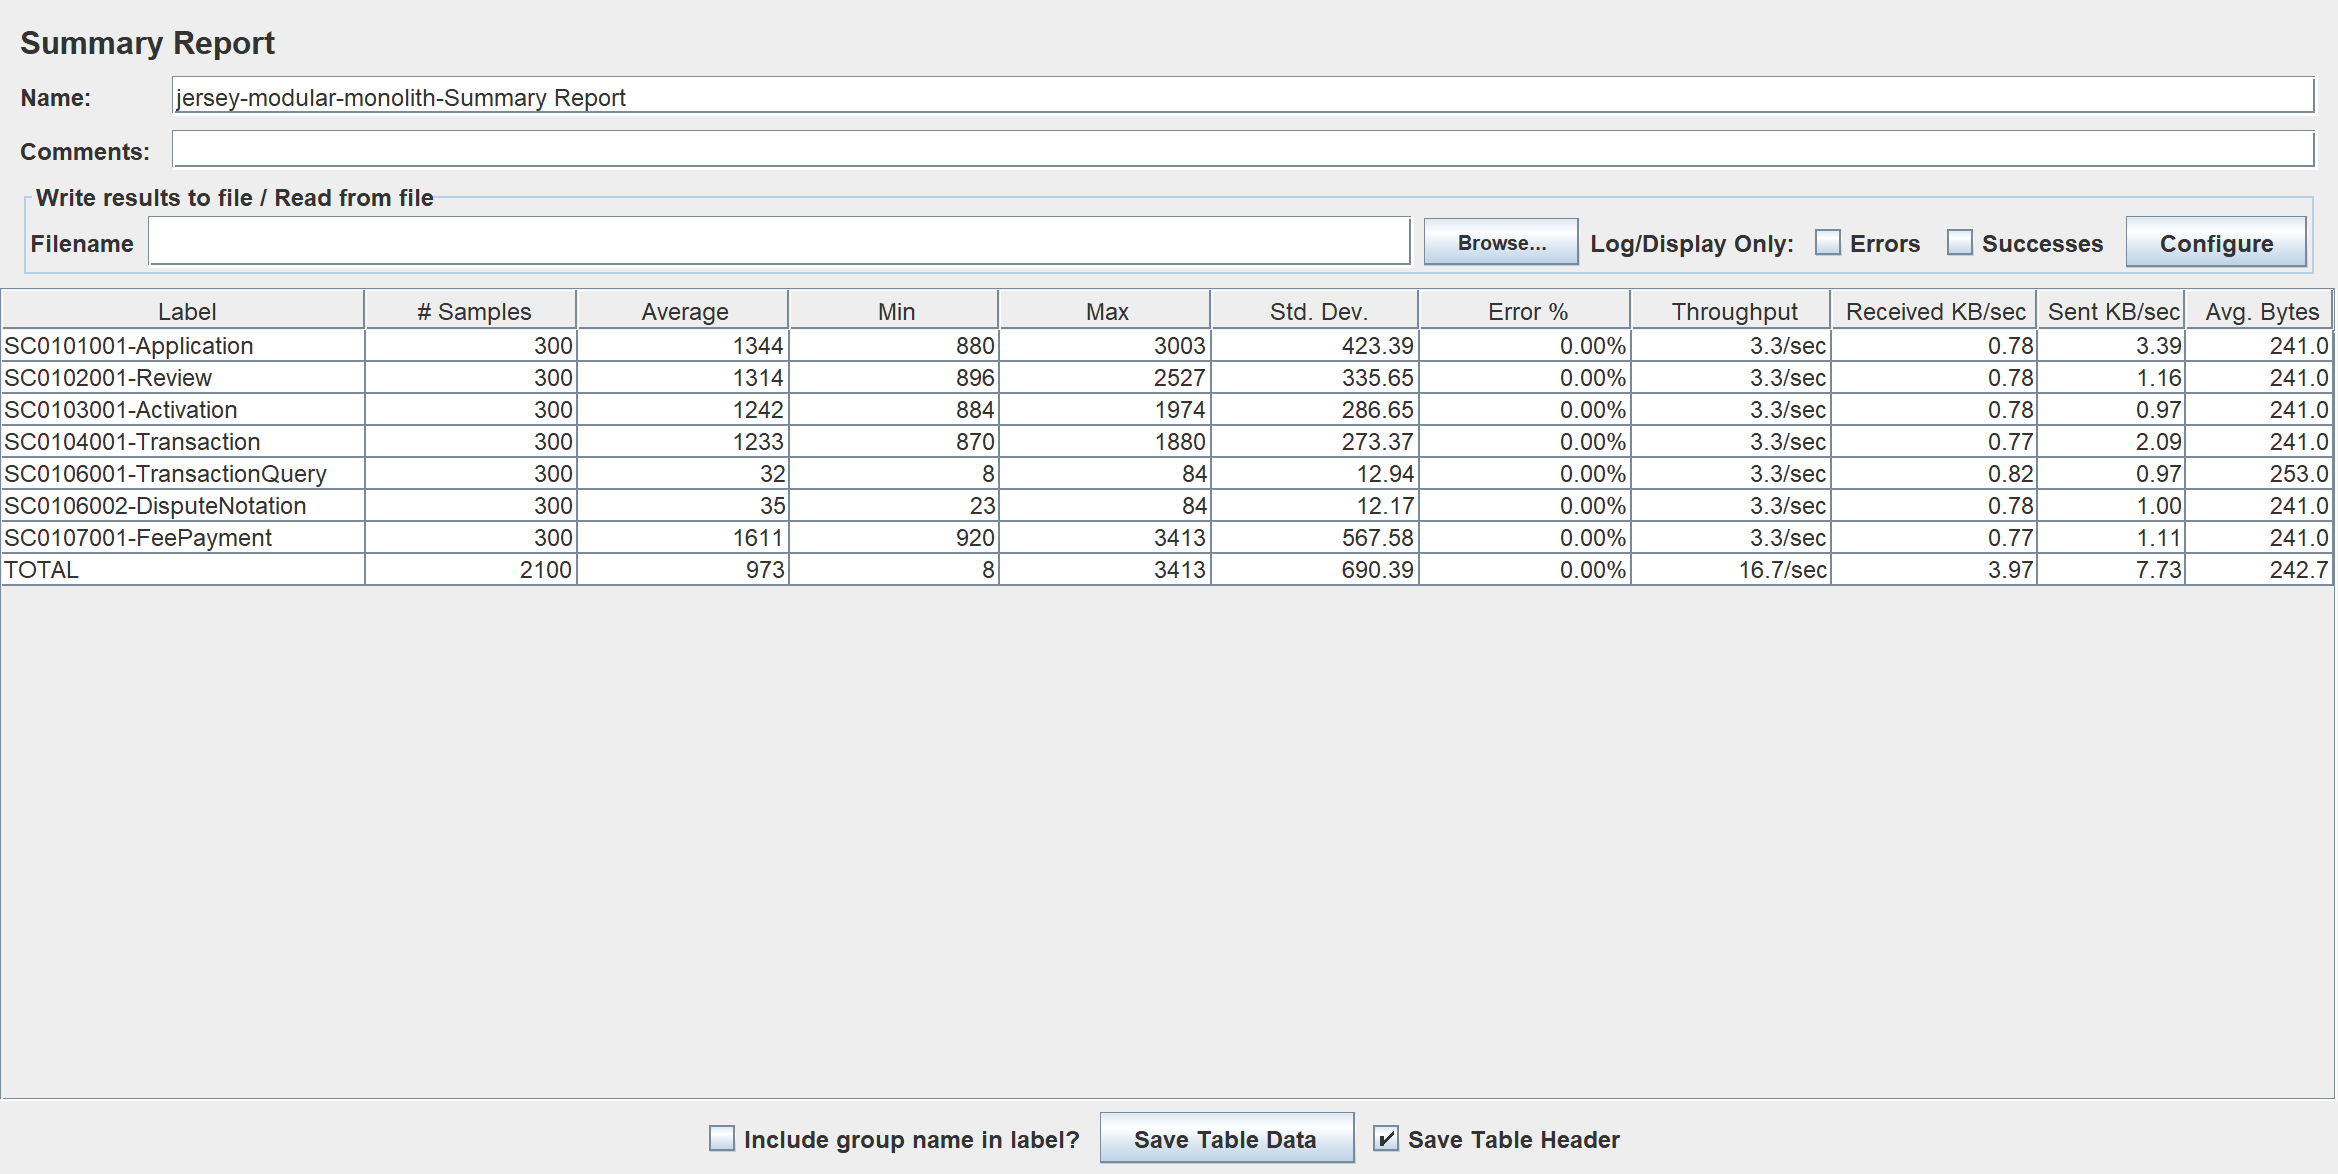 Summary Report
Name: jersey-modular-monolith-Summary Report
Comments:
Write results to file / Read from file
Filename Browse... Log/Display Only: Errors Successes Configure
Label # Samples Average Min Max Std. Dev. Error % Throughput Received KB/sec Sent KB/sec Avg. Bytes
SC0101001-Application 300 1344 880 3003 423.39 0.00% 3.3/sec 0.78 3.39 241.0
SC0102001-Review 300 1314 896 2527 335.65 0.00% 3.3/sec 0.78 1.16 241.0
SC0103001-Activation 300 1242 884 1974 286.65 0.00% 3.3/sec 0.78 0.97 241.0
SC0104001-Transaction 300 1233 870 1880 273.37 0.00% 3.3/sec 0.77 2.09 241.0
SC0106001-TransactionQuery 300 32 8 84 12.94 0.00% 3.3/sec 0.82 0.97 253.0
SC0106002-DisputeNotation 300 35 23 84 12.17 0.00% 3.3/sec 0.78 1.00 241.0
SC0107001-FeePayment 300 1611 920 3413 567.58 0.00% 3.3/sec 0.77 1.11 241.0
TOTAL 2100 973 8 3413 690.39 0.00% 16.7/sec 3.97 7.73 242.7
Include group name in label? Save Table Data Save Table Header